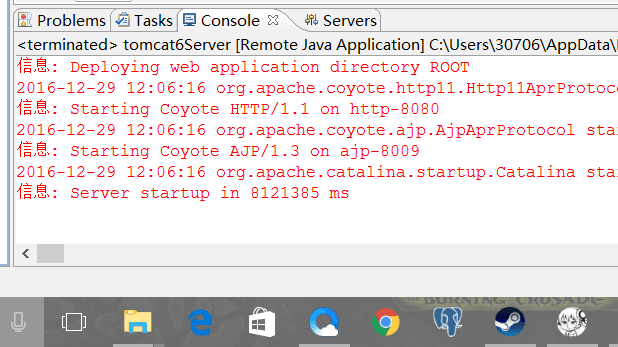 Problems Tasks Console Servers
<terminated> tomcat6Server [Remote Java Application] C:\Users\30706\AppData\
信息: Deploying web application directory ROOT
2016-12-29 12:06:16 org.apache.coyote.http11.Http11AprProtoco
信息: Starting Coyote HTTP/1.1 on http-8080
2016-12-29 12:06:16 org.apache.coyote.ajp.AjpAprProtocol sta
信息: Starting Coyote AJP/1.3 on ajp-8009
2016-12-29 12:06:16 org.apache.catalina.startup.Catalina sta
信息: Server startup in 8121385 ms
BURNING CRUSADE